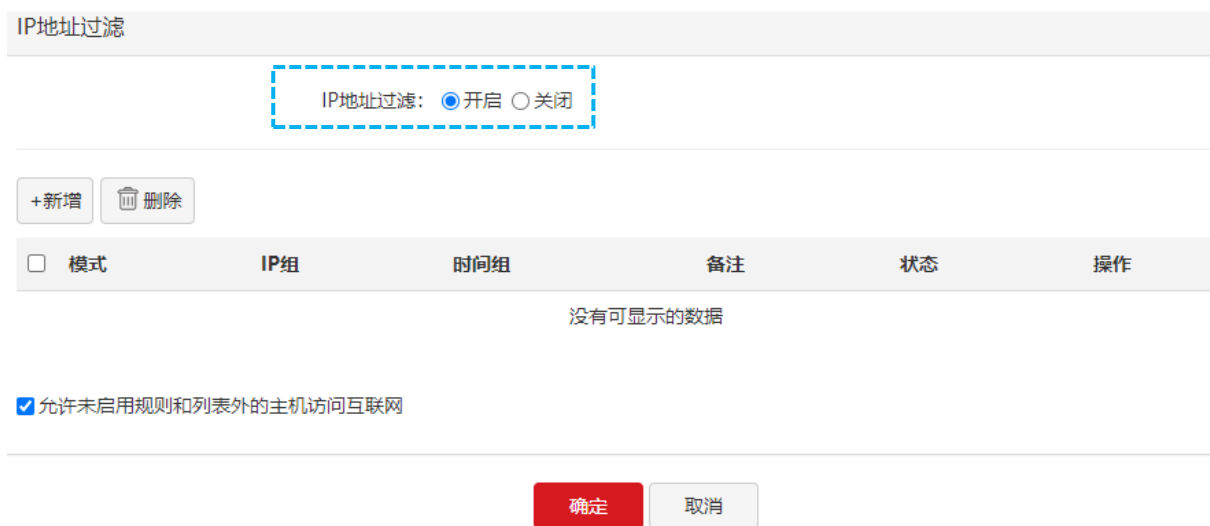 IP地址过滤
IP地址过滤： 开启 关闭
+新增 删除
模式 IP组 时间组 备注 状态 操作
没有可显示的数据
允许未启用规则和列表外的主机访问互联网
确定 取消